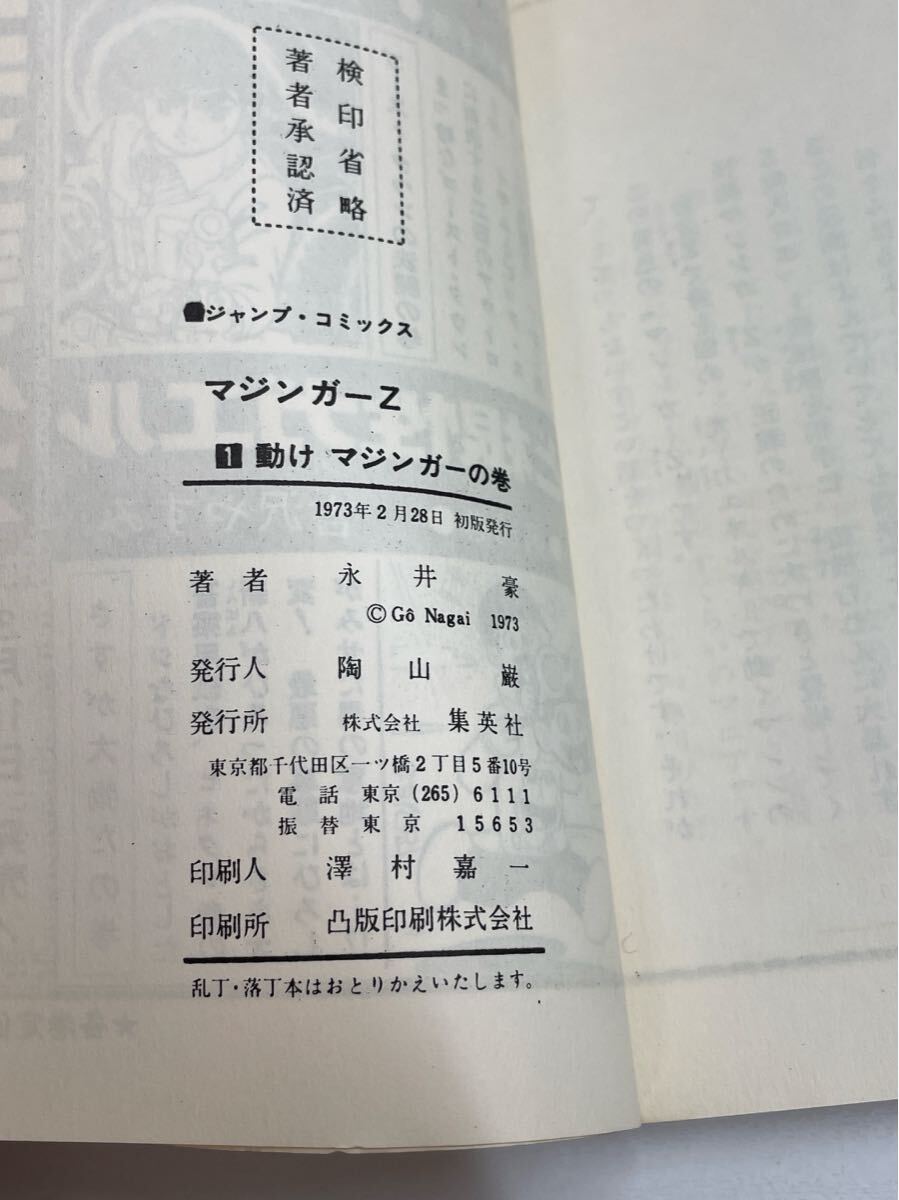 検印省略
著者承認済
ジャンプ・コミックス
マジンガーZ
1 動け マジンガーの巻
1973年2月28日 初版発行
著者 永井豪
©Gô Nagai 1973
発行人 陶山巌
発行所 株式会社 集英社
東京都千代田区一ツ橋2丁目5番10号
電話 東京(265)6111
振替東京 15653
印刷人 澤村嘉一
印刷所 凸版印刷株式会社
乱丁・落丁本はおとりかえいたします。